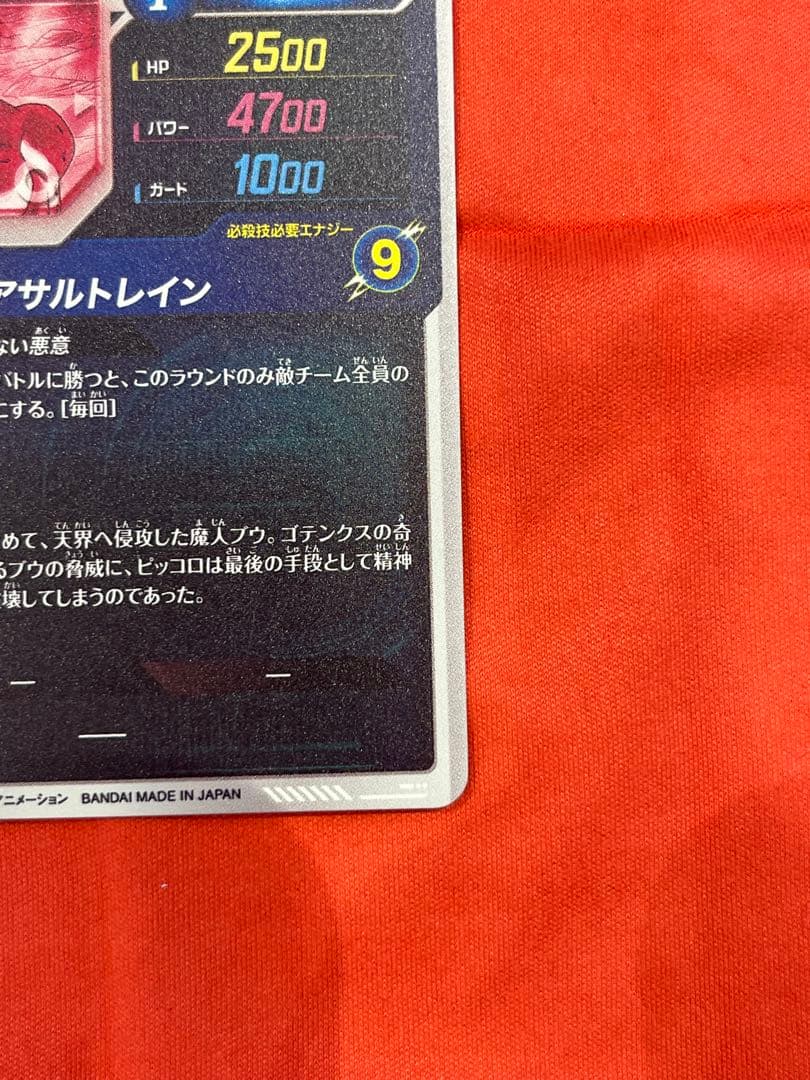 HP 2500
パワー 4700
ガード 1000
必殺技必要エナジー 9
アサルトレイン
ない悪意
バトルに勝つと、このラウンドのみ敵チーム全員の
にする。[毎回]
めて、天界へ侵攻した魔人ブウ。ゴテンクスの奇
るブウの脅威に、ピッコロは最後の手段として精神
壊してしまうのであった。
ニメーション BANDAI MADE IN JAPAN